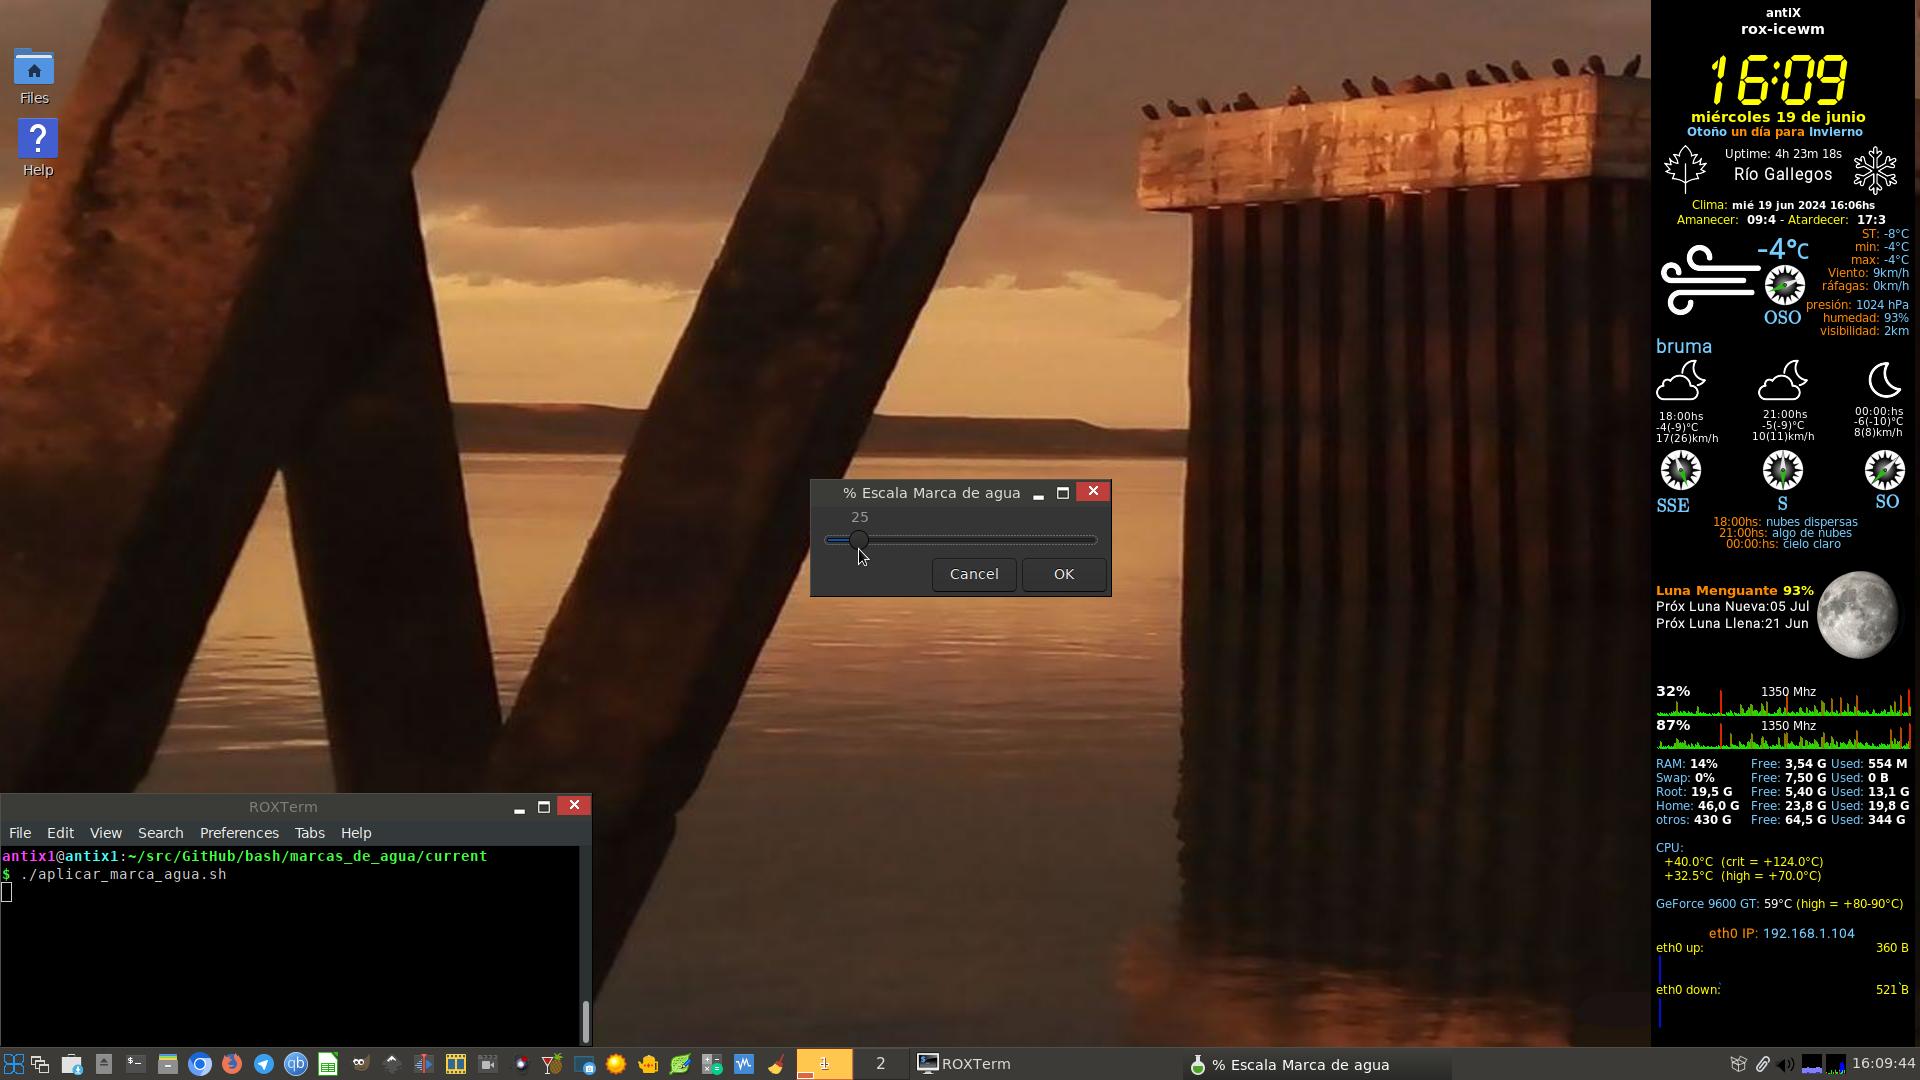 Files
Help
% Escala Marca de agua
25
Cancel
OK
ROXTerm
File Edit View Search Preferences Tabs Help
antix1@antix1:~/src/GitHub/bash/marcas_de_agua/current
$ ./aplicar_marca_agua.sh
antiX
rox-icewm
16:09
miércoles 19 de junio
Otoño un día para Invierno
Uptime: 4h 23m 18s
Río Gallegos
Clima: mié 19 jun 2024 16:06hs
Amanecer: 09:4 - Atardecer: 17:3
-4°C
ST: -8°C
min: -4°C
max: -4°C
Viento: 9km/h
ráfagas: 0km/h
OSO
presión: 1024 hPa
humedad: 93%
visibilidad: 2km
bruma
18:00hs 21:00hs 00:00:hs
-4(-9)°C -5(-9)°C -6(-10)°C
17(26)km/h 10(11)km/h 8(8)km/h
SSE S SO
18:00hs: nubes dispersas
21:00hs: algo de nubes
00:00:hs: cielo claro
Luna Menguante 93%
Próx Luna Nueva:05 Jul
Próx Luna Llena:21 Jun
32% 1350 Mhz
87% 1350 Mhz
RAM: 14% Free: 3,54 G Used: 554 M
Swap: 0% Free: 7,50 G Used: 0 B
Root: 19,5 G Free: 5,40 G Used: 13,1 G
Home: 46,0 G Free: 23,8 G Used: 19,8 G
otros: 430 G Free: 64,5 G Used: 344 G
CPU:
+40.0°C (crit = +124.0°C)
+32.5°C (high = +70.0°C)
GeForce 9600 GT: 59°C (high = +80-90°C)
eth0 IP: 192.168.1.104
eth0 up: 360 B
eth0 down: 521 B
1 2 ROXTerm % Escala Marca de agua 16:09:44